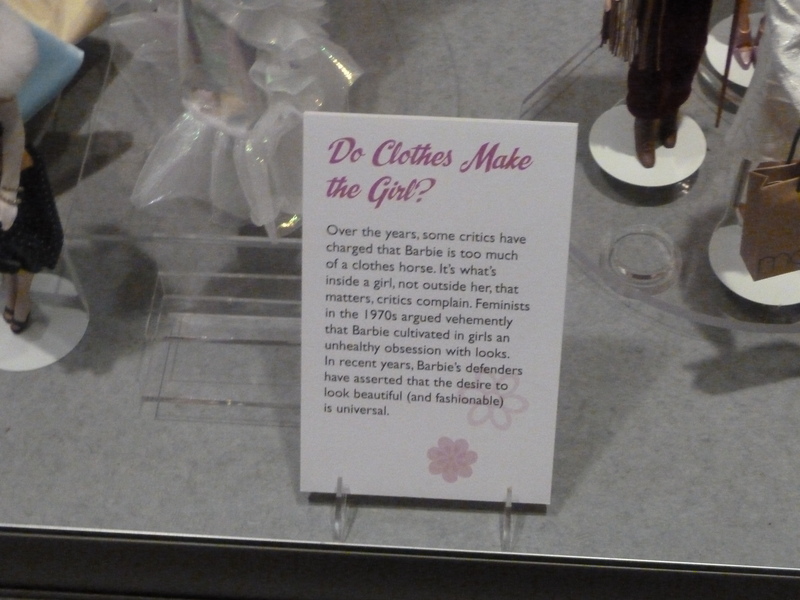 Do Clothes Make
the Girl?
Over the years, some critics have
charged that Barbie is too much
of a clothes horse. It's what's
inside a girl, not outside her, that
matters, critics complain. Feminists
in the 1970s argued vehemently
that Barbie cultivated in girls an
unhealthy obsession with looks.
In recent years, Barbie's defenders
have asserted that the desire to
look beautiful (and fashionable)
is universal.